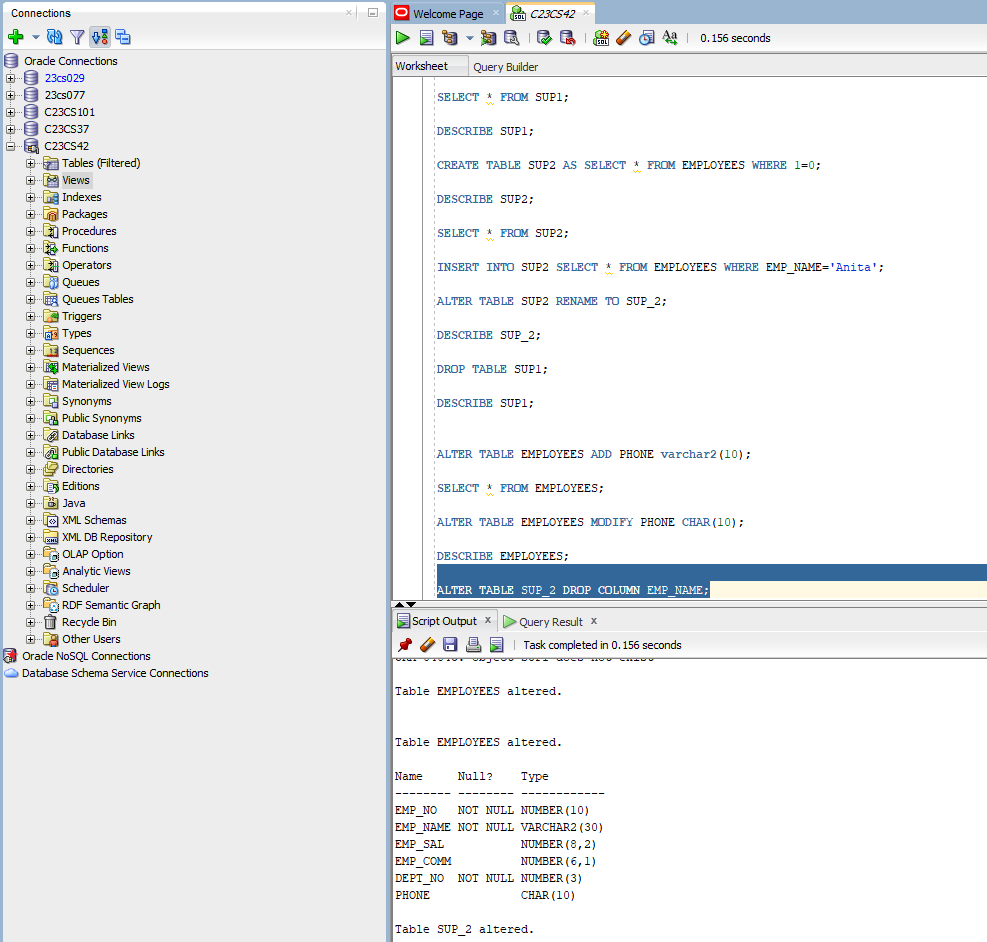 Connections
Oracle Connections
23cs029
23cs077
C23CS101
C23CS37
C23CS42
Tables (Filtered)
Views
Indexes
Packages
Procedures
Functions
Operators
Queues
Queues Tables
Triggers
Types
Sequences
Materialized Views
Materialized View Logs
Synonyms
Public Synonyms
Database Links
Public Database Links
Directories
Editions
Java
XML Schemas
XML DB Repository
OLAP Option
Analytic Views
Scheduler
RDF Semantic Graph
Recycle Bin
Other Users
Oracle NoSQL Connections
Database Schema Service Connections
Welcome Page
C23CS42
0.156 seconds
Worksheet Query Builder
SELECT * FROM SUP1;
DESCRIBE SUP1;
CREATE TABLE SUP2 AS SELECT * FROM EMPLOYEES WHERE 1=0;
DESCRIBE SUP2;
SELECT * FROM SUP2;
INSERT INTO SUP2 SELECT * FROM EMPLOYEES WHERE EMP_NAME='Anita';
ALTER TABLE SUP2 RENAME TO SUP_2;
DESCRIBE SUP_2;
DROP TABLE SUP1;
DESCRIBE SUP1;
ALTER TABLE EMPLOYEES ADD PHONE varchar2(10);
SELECT * FROM EMPLOYEES;
ALTER TABLE EMPLOYEES MODIFY PHONE CHAR(10);
DESCRIBE EMPLOYEES;
ALTER TABLE SUP_2 DROP COLUMN EMP_NAME;
Script Output Query Result
Task completed in 0.156 seconds
Table EMPLOYEES altered.
Table EMPLOYEES altered.
Name Null? Type
-------- -------- ------------
EMP_NO NOT NULL NUMBER(10)
EMP_NAME NOT NULL VARCHAR2(30)
EMP_SAL NUMBER(8,2)
EMP_COMM NUMBER(6,1)
DEPT_NO NOT NULL NUMBER(3)
PHONE CHAR(10)
Table SUP_2 altered.